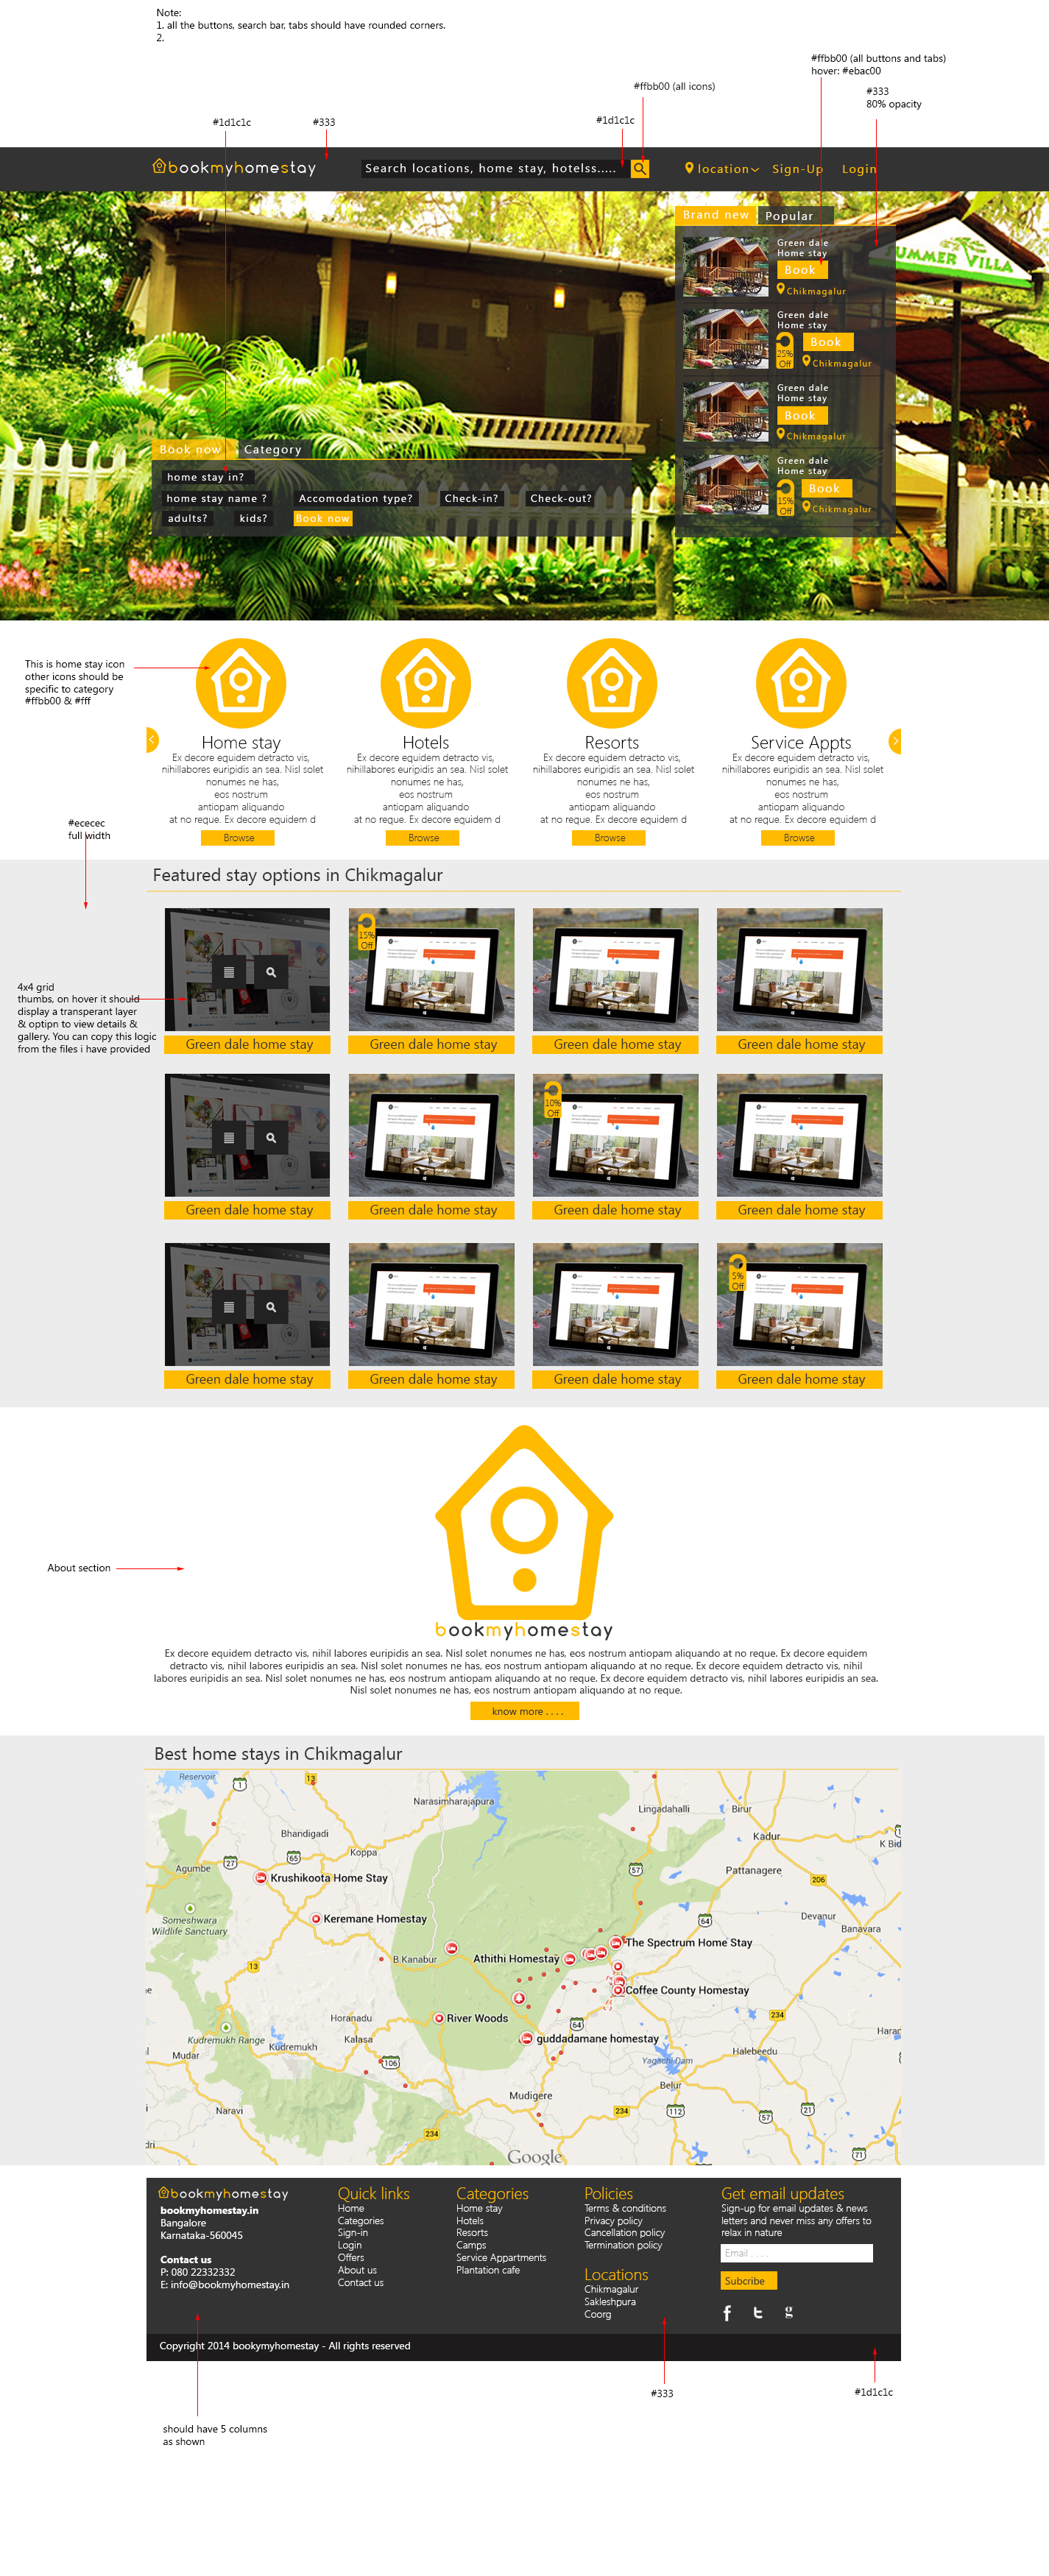 Note:
1. all the buttons, search bar, tabs should have rounded corners.
2.
#ffbb00 (all buttons and tabs)
hover: #ebac00
#ffbb00 (all icons)
#333
80% opacity
#1d1c1c
#333
#1d1c1c
bookmyhomestay
Search locations, home stay, hotelss.....
location
Sign-Up
Login
Brand new
Popular
SUMMER VILLA
Green dale
Home stay
Book
Chikmagalur
Green dale
Home stay
25%
Off
Book
Chikmagalur
Green dale
Home stay
Book
Chikmagalur
Green dale
Home stay
15%
Off
Book
Chikmagalur
Book now
Category
home stay in?
home stay name ?
Accomodation type?
Check-in?
Check-out?
adults?
kids?
Book now
This is home stay icon
other icons should be
specific to category
#ffbb00 & #fff
Home stay
Ex decore equidem detracto vis,
nihillabores euripidis an sea. Nisl solet
nonumes ne has,
eos nostrum
antiopam aliquando
at no reque. Ex decore equidem d
Browse
Hotels
Ex decore equidem detracto vis,
nihillabores euripidis an sea. Nisl solet
nonumes ne has,
eos nostrum
antiopam aliquando
at no reque. Ex decore equidem d
Browse
Resorts
Ex decore equidem detracto vis,
nihillabores euripidis an sea. Nisl solet
nonumes ne has,
eos nostrum
antiopam aliquando
at no reque. Ex decore equidem d
Browse
Service Appts
Ex decore equidem detracto vis,
nihillabores euripidis an sea. Nisl solet
nonumes ne has,
eos nostrum
antiopam aliquando
at no reque. Ex decore equidem d
Browse
#ececec
full width
Featured stay options in Chikmagalur
15%
Off
4x4 grid
thumbs, on hover it should
display a transperant layer
& optipn to view details &
gallery. You can copy this logic
from the files i have provided
Green dale home stay
Green dale home stay
Green dale home stay
Green dale home stay
10%
Off
Green dale home stay
Green dale home stay
Green dale home stay
Green dale home stay
5%
Off
Green dale home stay
Green dale home stay
Green dale home stay
Green dale home stay
About section
bookmyhomestay
Ex decore equidem detracto vis, nihil labores euripidis an sea. Nisl solet nonumes ne has, eos nostrum antiopam aliquando at no reque. Ex decore equidem
detracto vis, nihil labores euripidis an sea. Nisl solet nonumes ne has, eos nostrum antiopam aliquando at no reque. Ex decore equidem detracto vis, nihil
labores euripidis an sea. Nisl solet nonumes ne has, eos nostrum antiopam aliquando at no reque. Ex decore equidem detracto vis, nihil labores euripidis an sea.
Nisl solet nonumes ne has, eos nostrum antiopam aliquando at no reque.
know more . . . .
Best home stays in Chikmagalur
Reservoir
1
13
Narasimharajapura
Lingadahalli
Birur
Bhandigadi
Kadur
K Bid
Koppa
65
27
Agumbe
57
Pattanagere
206
Krushikoota Home Stay
Someshwara
Wildlife Sanctuary
Keremane Homestay
64
Devanur
Banavara
The Spectrum Home Stay
B.Kanabur
Athithi Homestay
13
Coffee County Homestay
Horanadu
River Woods
64
234
Kudremukh Range
Kudremukh
Kalasa
guddadamane homestay
Haran
Mudar
106
Yagachi Dam
Halebeedu
Belur
Mudigere
Naravi
234
112
57
21
234
71
dri
Google
bookmyhomestay
bookmyhomestay.in
Bangalore
Karnataka-560045
Contact us
P: 080 22332332
E: info@bookmyhomestay.in
Quick links
Home
Categories
Sign-in
Login
Offers
About us
Contact us
Categories
Home stay
Hotels
Resorts
Camps
Service Appartments
Plantation cafe
Policies
Terms & conditions
Privacy policy
Cancellation policy
Termination policy
Locations
Chikmagalur
Sakleshpura
Coorg
Get email updates
Sign-up for email updates & news
letters and never miss any offers to
relax in nature
Email . . . .
Subcribe
Copyright 2014 bookymyhomestay - All rights reserved
#333
#1d1c1c
should have 5 columns
as shown